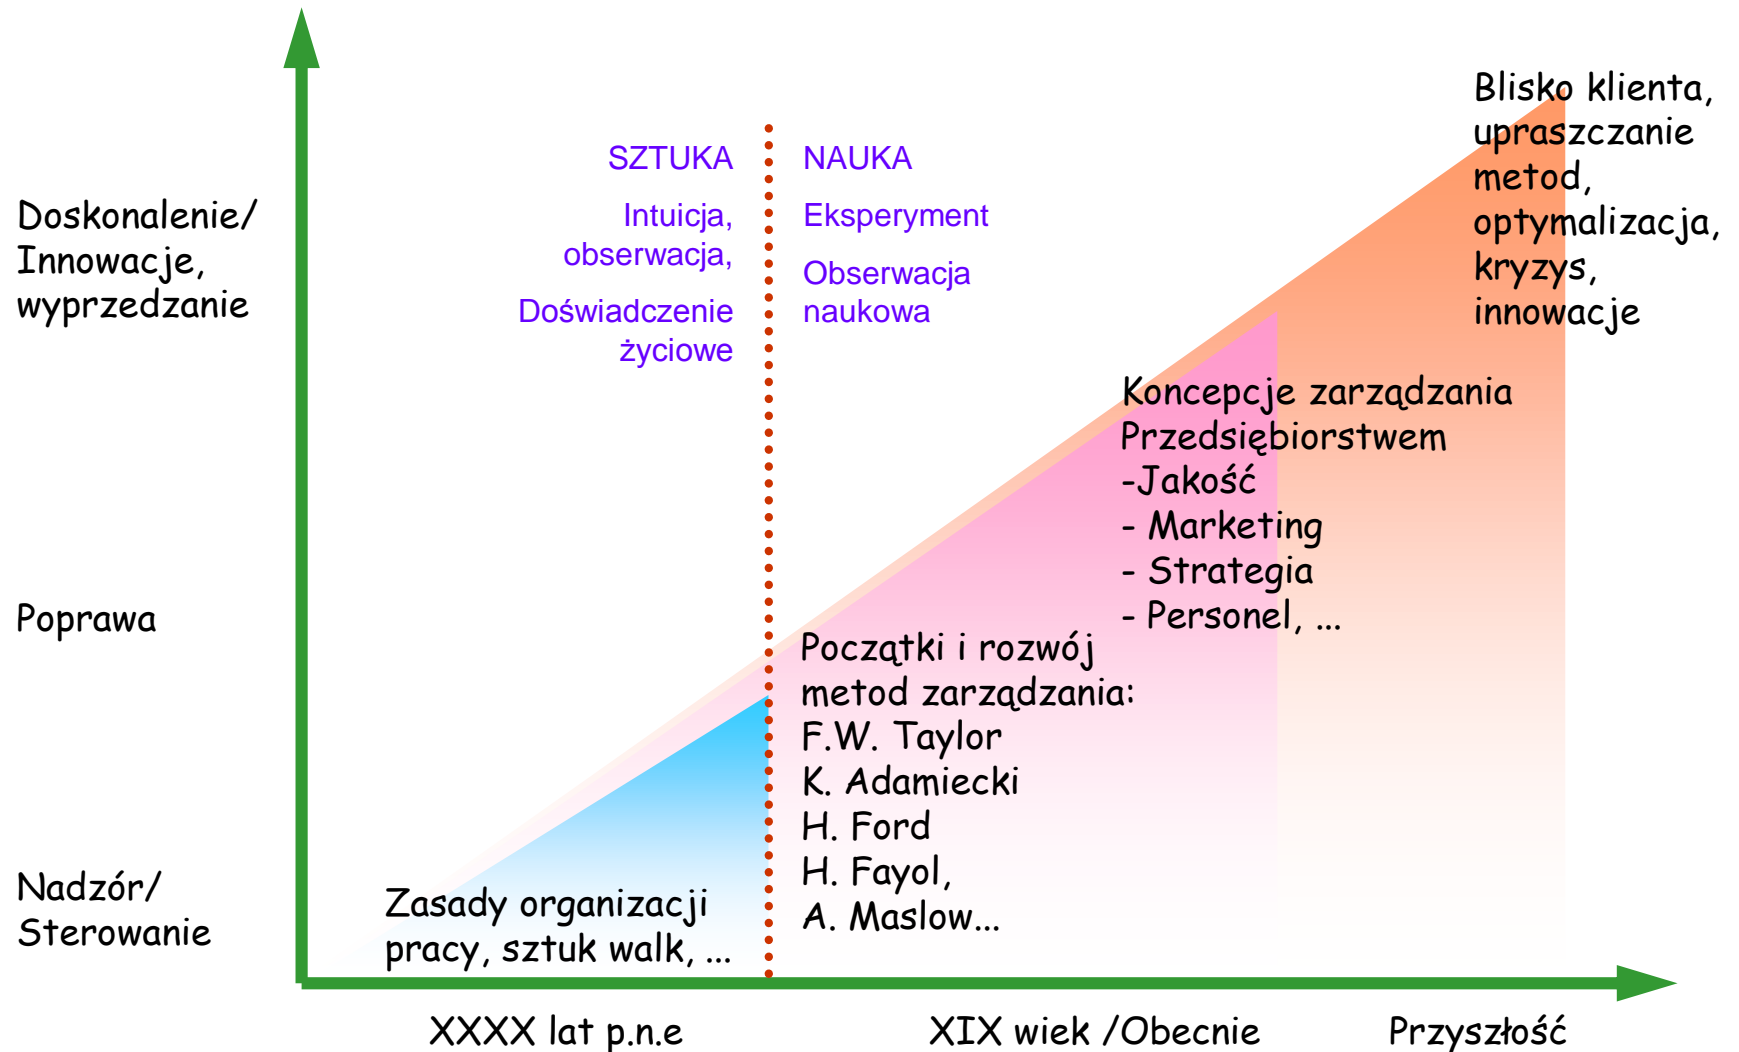 Doskonalenie/
Innowacje,
wyprzedzanie
Poprawa
Nadzór/
Sterowanie
SZTUKA
Intuicja,
obserwacja,
Doświadczenie
życiowe
NAUKA
Eksperyment
Obserwacja
naukowa
Blisko klienta,
upraszczanie
metod,
optymalizacja,
kryzys,
innowacje
Koncepcje zarządzania
Przedsiębiorstwem
-Jakość
- Marketing
- Strategia
- Personel, ...
Początki i rozwój
metod zarządzania:
F.W. Taylor
K. Adamiecki
H. Ford
H. Fayol,
A. Maslow...
Zasady organizacji
pracy, sztuk walk, ...
XXXX lat p.n.e
XIX wiek /Obecnie
Przyszłość